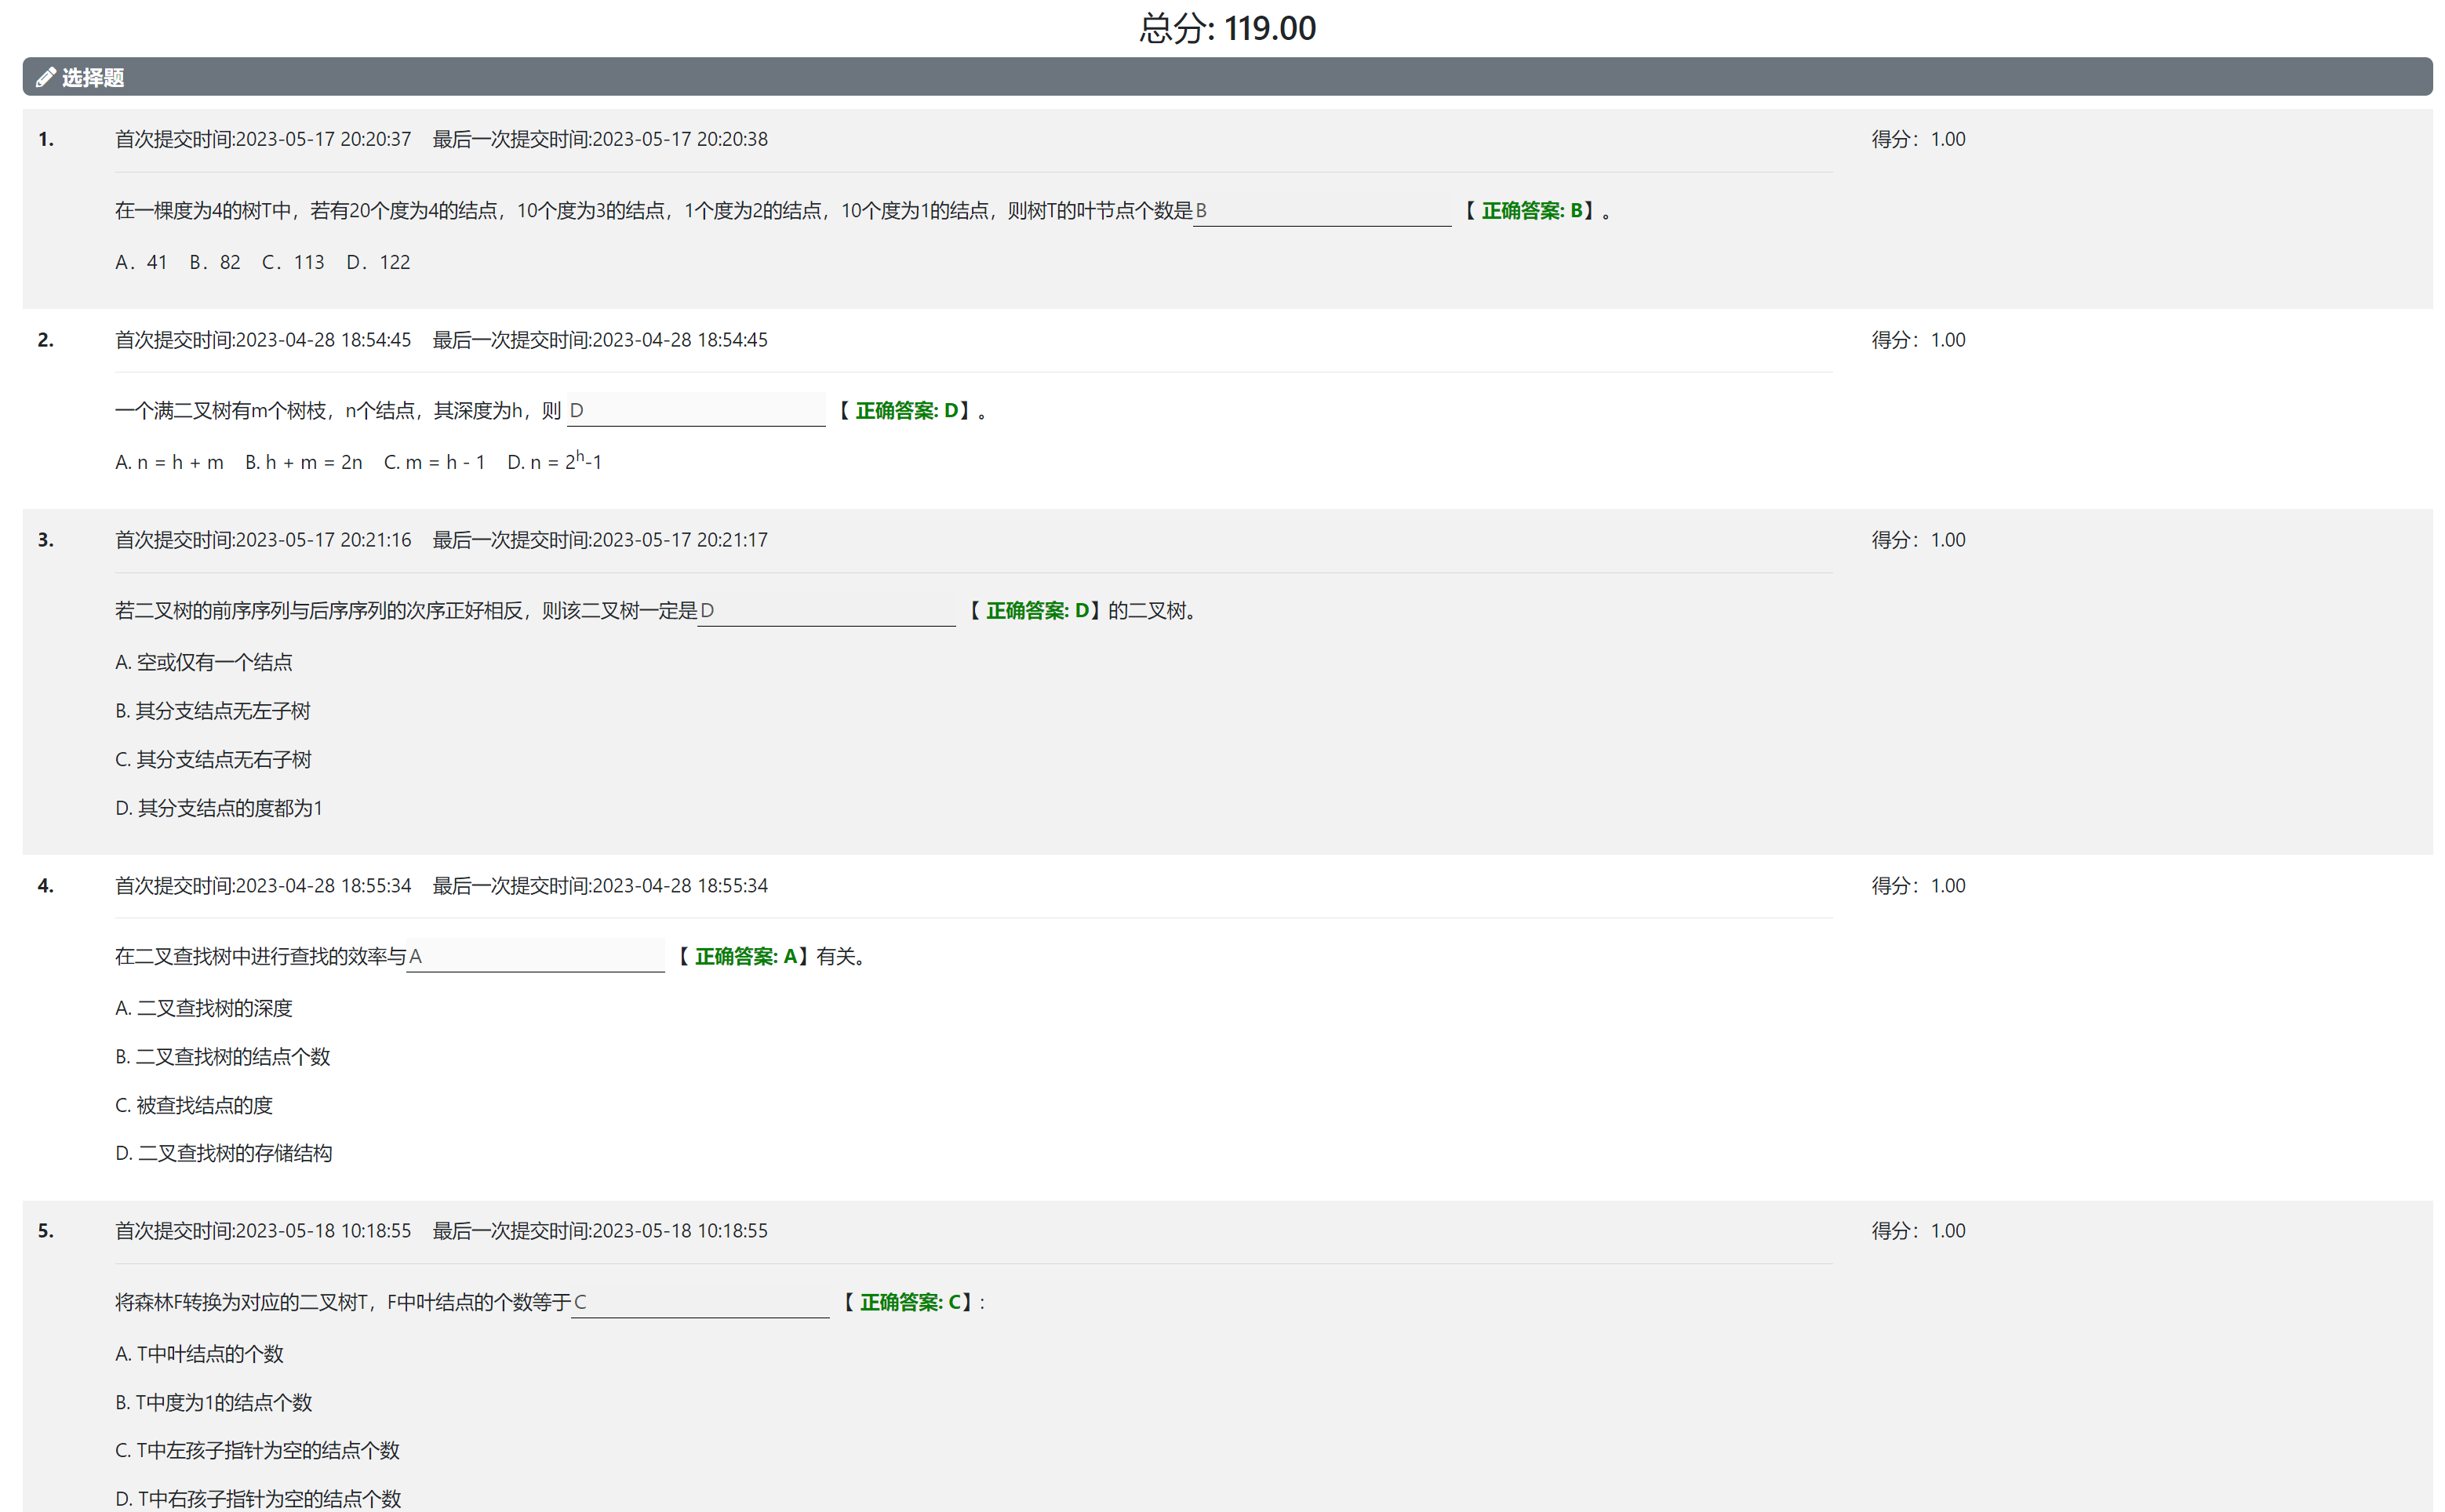 总分: 119.00
选择题
1. 首次提交时间:2023-05-17 20:20:37 最后一次提交时间:2023-05-17 20:20:38 得分：1.00
在一棵度为4的树T中，若有20个度为4的结点，10个度为3的结点，1个度为2的结点，10个度为1的结点，则树T的叶节点个数是B 【 正确答案: B】。
A．41 B．82 C．113 D．122
2. 首次提交时间:2023-04-28 18:54:45 最后一次提交时间:2023-04-28 18:54:45 得分：1.00
一个满二叉树有m个树枝，n个结点，其深度为h，则 D 【 正确答案: D】。
A. n = h + m B. h + m = 2n C. m = h - 1 D. n = 2^h-1
3. 首次提交时间:2023-05-17 20:21:16 最后一次提交时间:2023-05-17 20:21:17 得分：1.00
若二叉树的前序序列与后序序列的次序正好相反，则该二叉树一定是D 【 正确答案: D】的二叉树。
A. 空或仅有一个结点
B. 其分支结点无左子树
C. 其分支结点无右子树
D. 其分支结点的度都为1
4. 首次提交时间:2023-04-28 18:55:34 最后一次提交时间:2023-04-28 18:55:34 得分：1.00
在二叉查找树中进行查找的效率与A 【 正确答案: A】有关。
A. 二叉查找树的深度
B. 二叉查找树的结点个数
C. 被查找结点的度
D. 二叉查找树的存储结构
5. 首次提交时间:2023-05-18 10:18:55 最后一次提交时间:2023-05-18 10:18:55 得分：1.00
将森林F转换为对应的二叉树T，F中叶结点的个数等于C 【 正确答案: C】:
A. T中叶结点的个数
B. T中度为1的结点个数
C. T中左孩子指针为空的结点个数
D. T中右孩子指针为空的结点个数